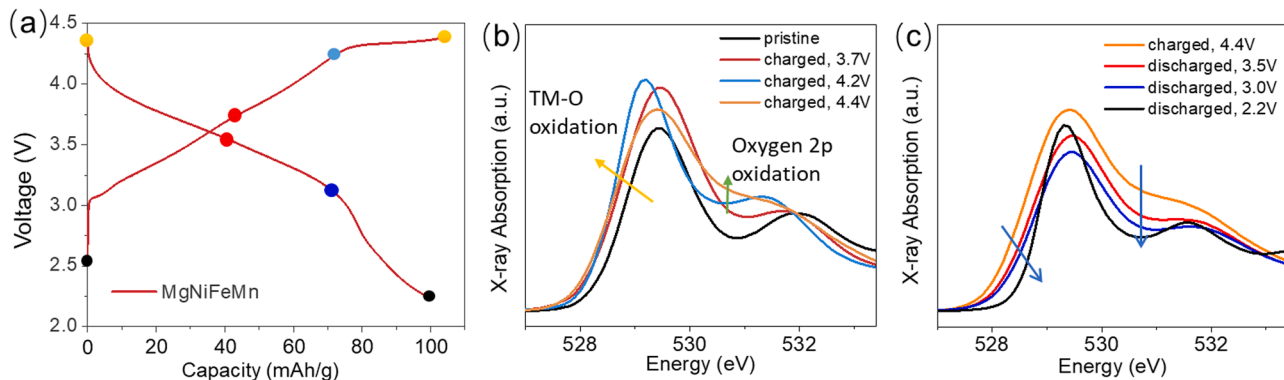 (a)
4.5
4.0
3.5
3.0
2.5
2.0
Voltage (V)
MgNiFeMn
0
20
40
60
80
100
Capacity (mAh/g)
(b)
pristine
charged, 3.7V
charged, 4.2V
charged, 4.4V
TM-O
oxidation
Oxygen 2p
oxidation
X-ray Absorption (a.u.)
528
530
532
Energy (eV)
(c)
charged, 4.4V
discharged, 3.5V
discharged, 3.0V
discharged, 2.2V
X-ray Absorption (a.u.)
528
530
532
Energy (eV)